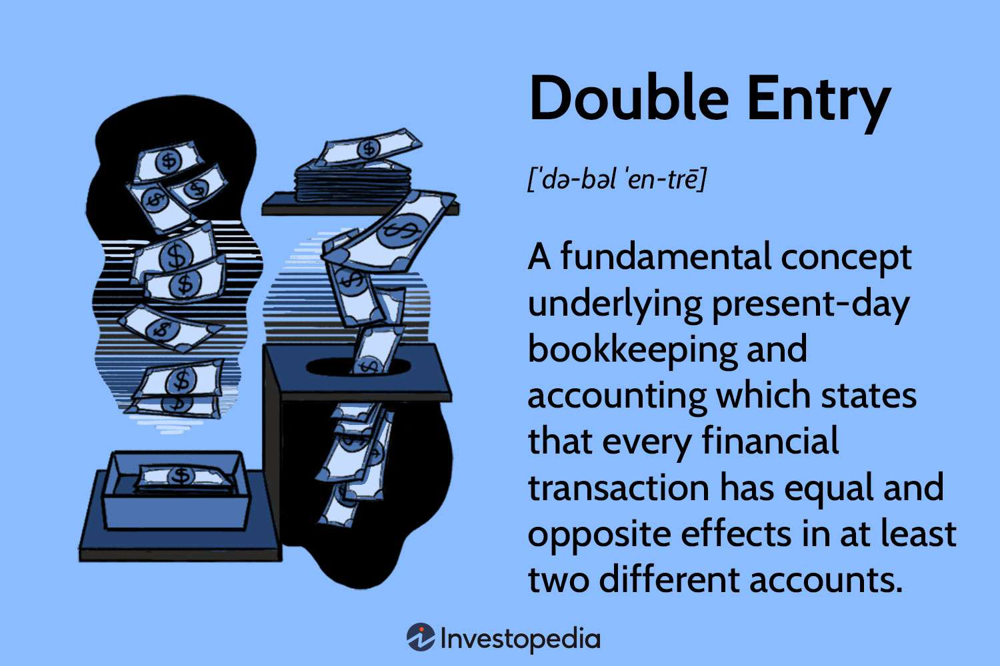 Double Entry
[ˈdə-bəl ˈen-trē]
A fundamental concept
underlying present-day
bookkeeping and
accounting which states
that every financial
transaction has equal and
opposite effects in at least
two different accounts.
Investopedia